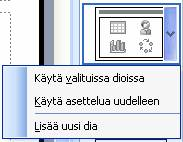 Käytä valituissa dioissa
Käytä asettelua uudelleen
Lisää uusi dia